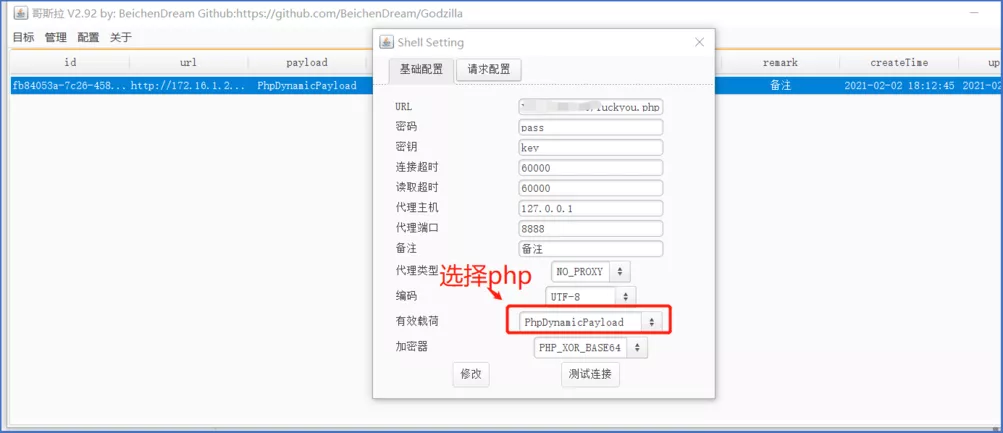 哥斯拉 V2.92 by: BeichenDream Github:https://github.com/BeichenDream/Godzilla
目标 管理 配置 关于
id url payload remark createTime up
fb84053a-7c26-458... http://172.16.1.2... PhpDynamicPayload 备注 2021-02-02 18:12:45 2021-0
Shell Setting
基础配置 请求配置
URL /fuckyou.php
密码 pass
密钥 key
连接超时 60000
读取超时 60000
代理主机 127.0.0.1
代理端口 8888
备注 备注
代理类型 NO_PROXY
选择php
编码 UTF-8
有效载荷 PhpDynamicPayload
加密器 PHP_XOR_BASE64
修改 测试连接